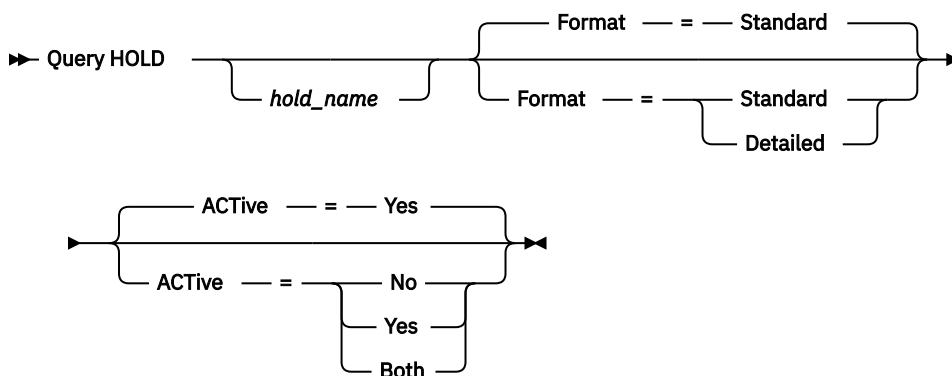 Format = Standard
Query HOLD
hold_name
Format = Standard
Detailed
ACTive = Yes
ACTive = No
Yes
Both